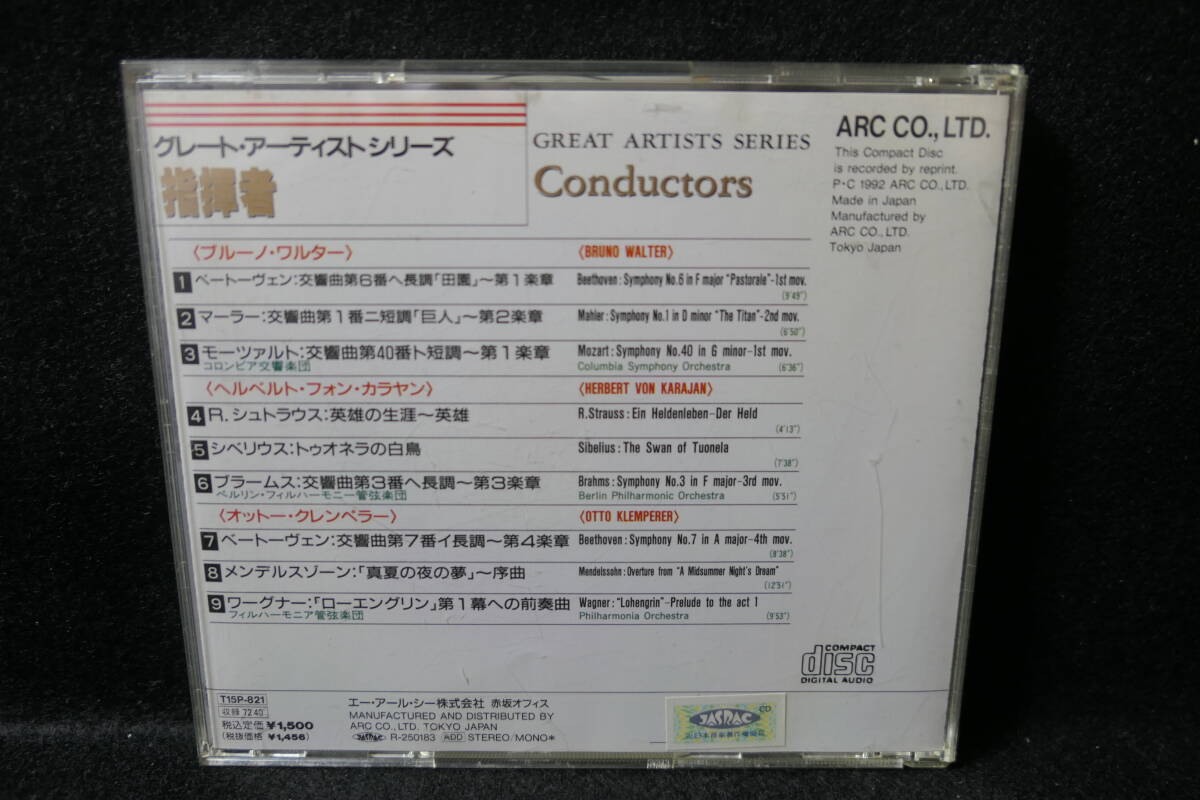 グレート・アーティストシリーズ
指揮者
GREAT ARTISTS SERIES
Conductors
ARC CO., LTD.
This Compact Disc
is recorded by reprint.
P・C 1992 ARC CO., LTD.
Made in Japan
Manufactured by
ARC CO., LTD.
Tokyo Japan
〈ブルーノ・ワルター〉 〈BRUNO WALTER〉
1 ベートーヴェン:交響曲第6番ヘ長調「田園」〜第1楽章 Beethoven : Symphony No.6 in F major "Pastorale"-1st mov.
(9'49")
2 マーラー:交響曲第1番ニ短調「巨人」〜第2楽章 Mahler : Symphony No.1 in D minor "The Titan"-2nd mov.
(6'50")
3 モーツァルト:交響曲第40番ト短調〜第1楽章 Mozart : Symphony No.40 in G minor-1st mov.
コロンビア交響楽団 Columbia Symphony Orchestra (6'36")
〈ヘルベルト・フォン・カラヤン〉 〈HERBERT VON KARAJAN〉
4 R. シュトラウス:英雄の生涯〜英雄 R.Strauss : Ein Heldenleben-Der Held
(4'13")
5 シベリウス:トゥオネラの白鳥 Sibelius : The Swan of Tuonela
(7'38")
6 ブラームス:交響曲第3番ヘ長調〜第3楽章 Brahms : Symphony No.3 in F major-3rd mov.
ベルリン・フィルハーモニー管弦楽団 Berlin Philharmonic Orchestra (5'51")
〈オットー・クレンペラー〉 〈OTTO KLEMPERER〉
7 ベートーヴェン:交響曲第7番イ長調〜第4楽章 Beethoven : Symphony No.7 in A major-4th mov.
(8'38")
8 メンデルスゾーン:「真夏の夜の夢」〜序曲 Mendelssohn : Overture from "A Midsummer Night's Dream"
(12'51")
9 ワーグナー:「ローエングリン」第1幕への前奏曲 Wagner : "Lohengrin"-Prelude to the act 1
フィルハーモニア管弦楽団 Philharmonia Orchestra (9'53")
COMPACT
disc
DIGITAL AUDIO
T15P-821
収録 72'40"
税込定価 ¥1,500
(税抜価格 ¥1,456)
エー・アール・シー株式会社 赤坂オフィス
MANUFACTURED AND DISTRIBUTED BY
ARC CO., LTD. TOKYO JAPAN
JASRAC R-250183 ADD STEREO/MONO*
CD
JASRAC